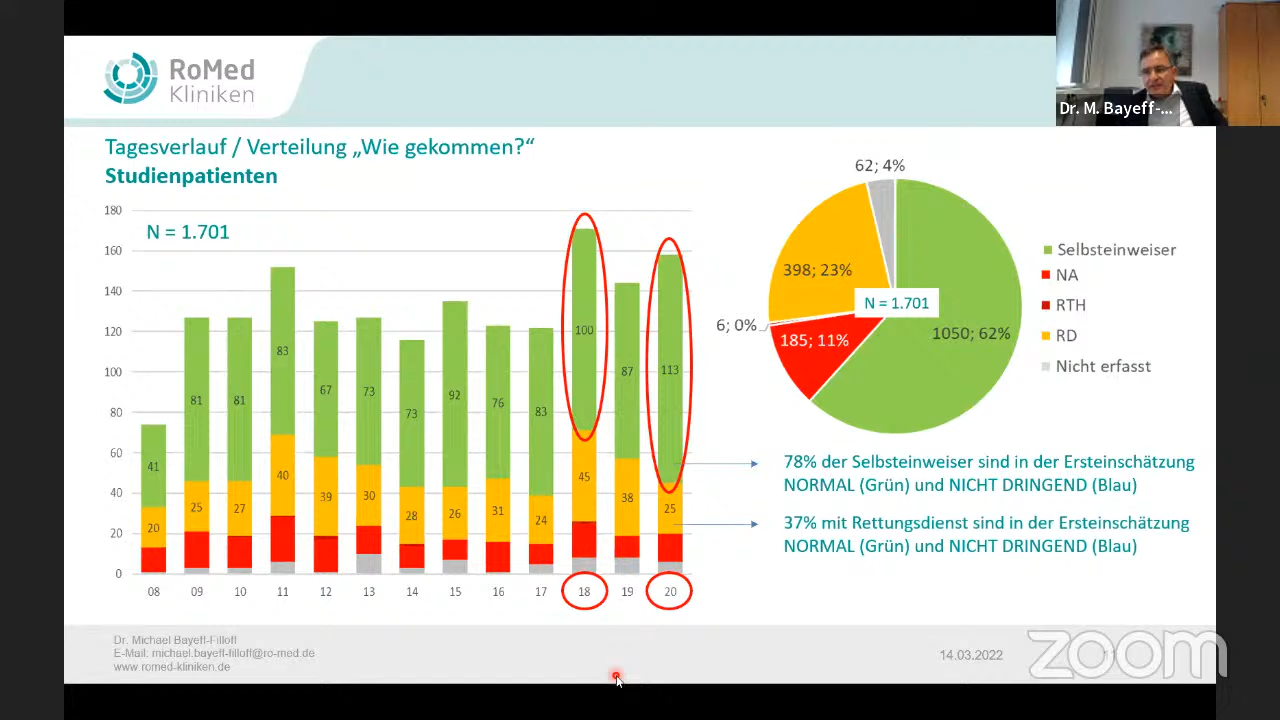 RoMed
Kliniken
Dr. M. Bayeff-...
Tagesverlauf / Verteilung „Wie gekommen?“
Studienpatienten
N = 1.701
180
160
140
120
100
80
60
40
20
0
41
20
81
25
81
27
83
40
67
39
73
30
73
28
92
26
76
31
83
24
100
45
87
38
113
25
08 09 10 11 12 13 14 15 16 17 18 19 20
62; 4%
398; 23%
N = 1.701
6; 0%
185; 11%
1050; 62%
Selbsteinweiser
NA
RTH
RD
Nicht erfasst
78% der Selbsteinweiser sind in der Ersteinschätzung
NORMAL (Grün) und NICHT DRINGEND (Blau)
37% mit Rettungsdienst sind in der Ersteinschätzung
NORMAL (Grün) und NICHT DRINGEND (Blau)
Dr. Michael Bayeff-Filloff
E-Mail: michael.bayeff-filloff@ro-med.de
www.romed-kliniken.de
14.03.2022
11
zoom